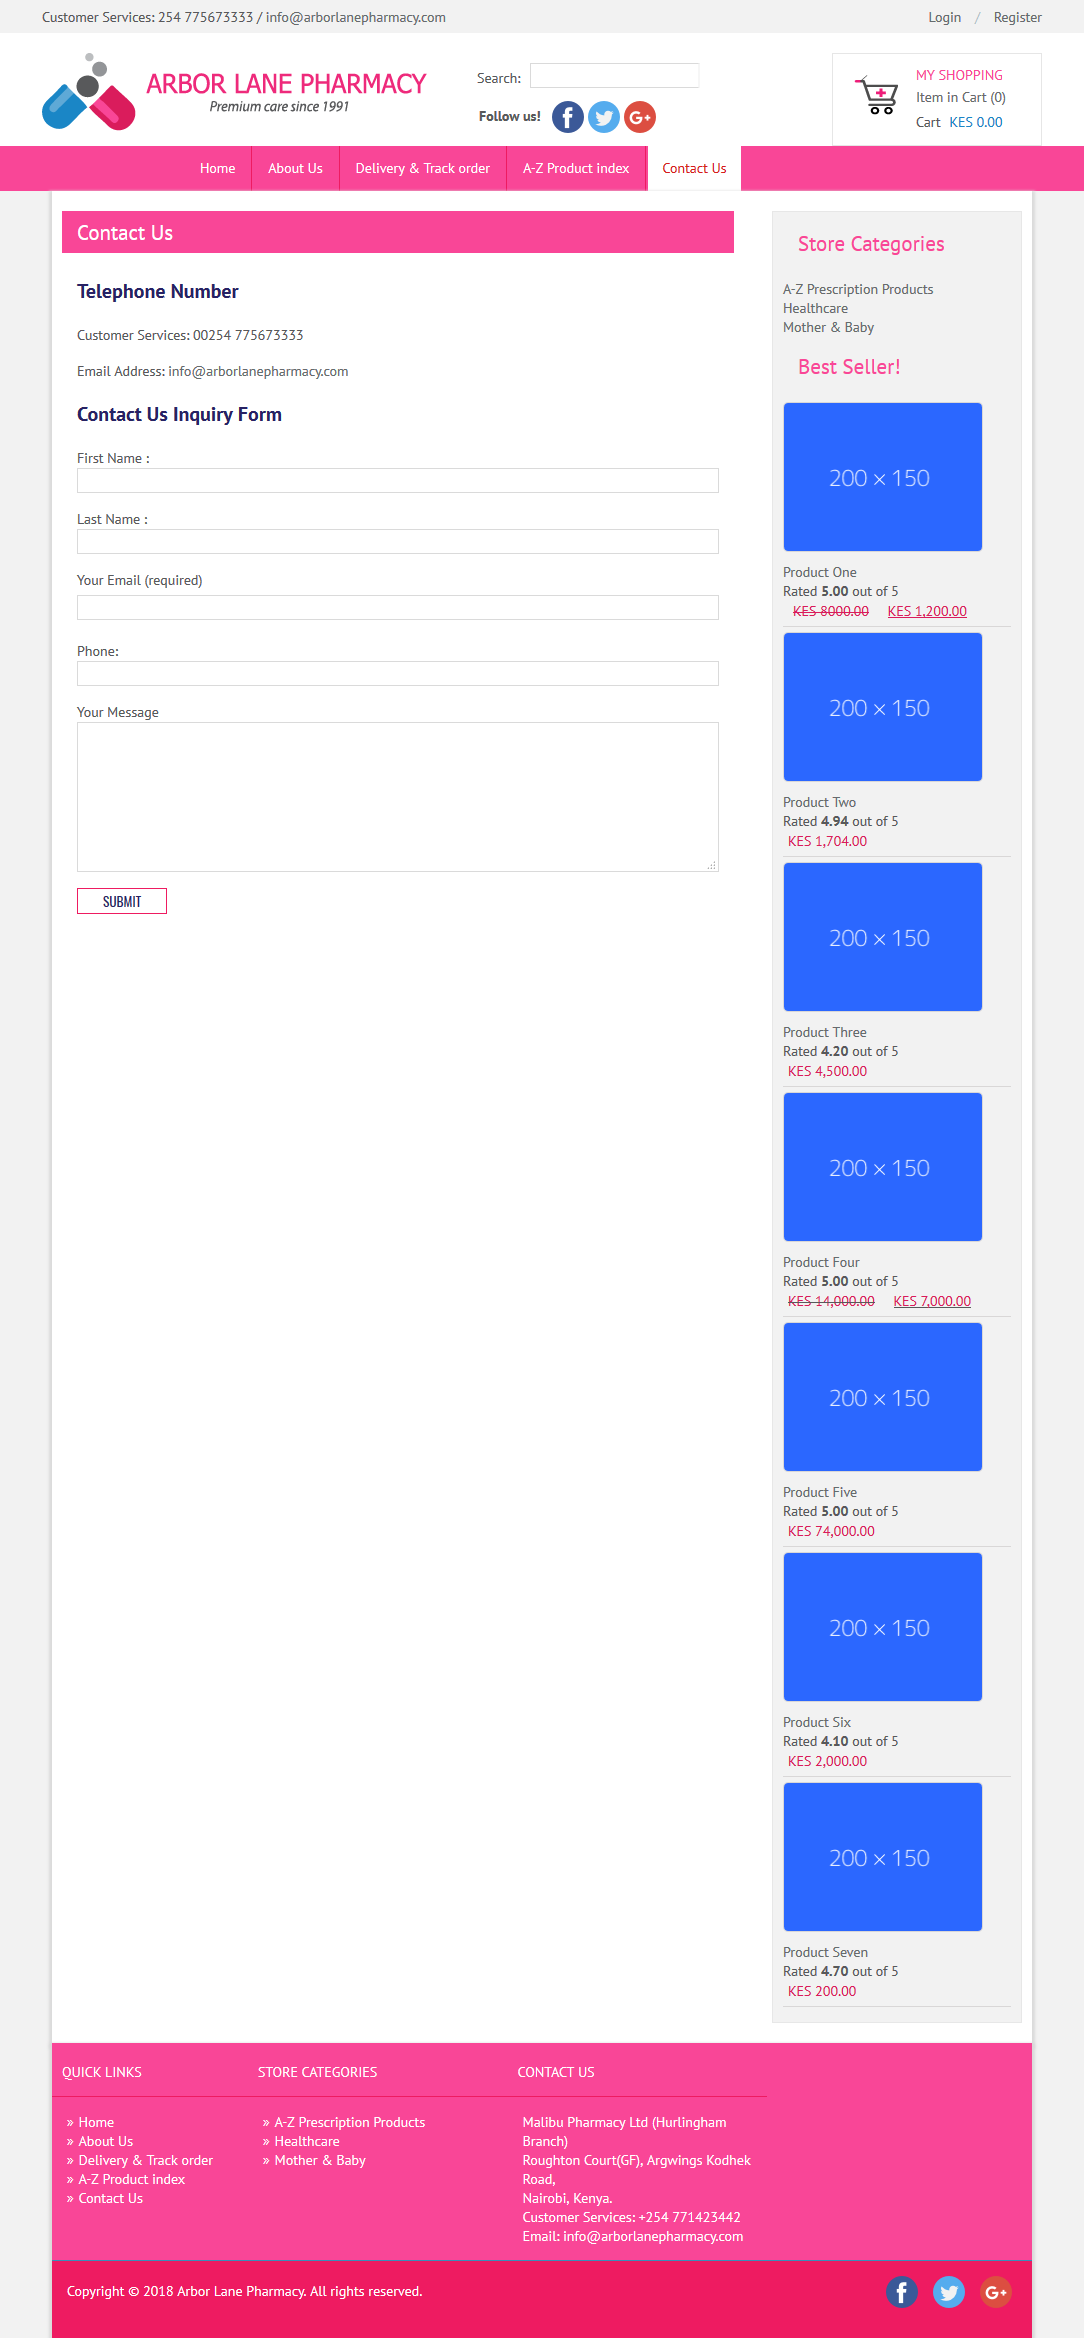 Customer Services: 254 775673333 / info@arborlanepharmacy.com
Login / Register
ARBOR LANE PHARMACY
Premium care since 1991
Search:
Follow us!
MY SHOPPING
Item in Cart (0)
Cart KES 0.00
Home
About Us
Delivery & Track order
A-Z Product index
Contact Us
Contact Us
Telephone Number
Customer Services: 00254 775673333
Email Address: info@arborlanepharmacy.com
Contact Us Inquiry Form
First Name :
Last Name :
Your Email (required)
Phone:
Your Message
SUBMIT
Store Categories
A-Z Prescription Products
Healthcare
Mother & Baby
Best Seller!
200 × 150
Product One
Rated 5.00 out of 5
KES 8000.00 KES 1,200.00
200 × 150
Product Two
Rated 4.94 out of 5
KES 1,704.00
200 × 150
Product Three
Rated 4.20 out of 5
KES 4,500.00
200 × 150
Product Four
Rated 5.00 out of 5
KES 14,000.00 KES 7,000.00
200 × 150
Product Five
Rated 5.00 out of 5
KES 74,000.00
200 × 150
Product Six
Rated 4.10 out of 5
KES 2,000.00
200 × 150
Product Seven
Rated 4.70 out of 5
KES 200.00
QUICK LINKS
» Home
» About Us
» Delivery & Track order
» A-Z Product index
» Contact Us
STORE CATEGORIES
» A-Z Prescription Products
» Healthcare
» Mother & Baby
CONTACT US
Malibu Pharmacy Ltd (Hurlingham
Branch)
Roughton Court(GF), Argwings Kodhek
Road,
Nairobi, Kenya.
Customer Services: +254 771423442
Email: info@arborlanepharmacy.com
Copyright © 2018 Arbor Lane Pharmacy. All rights reserved.